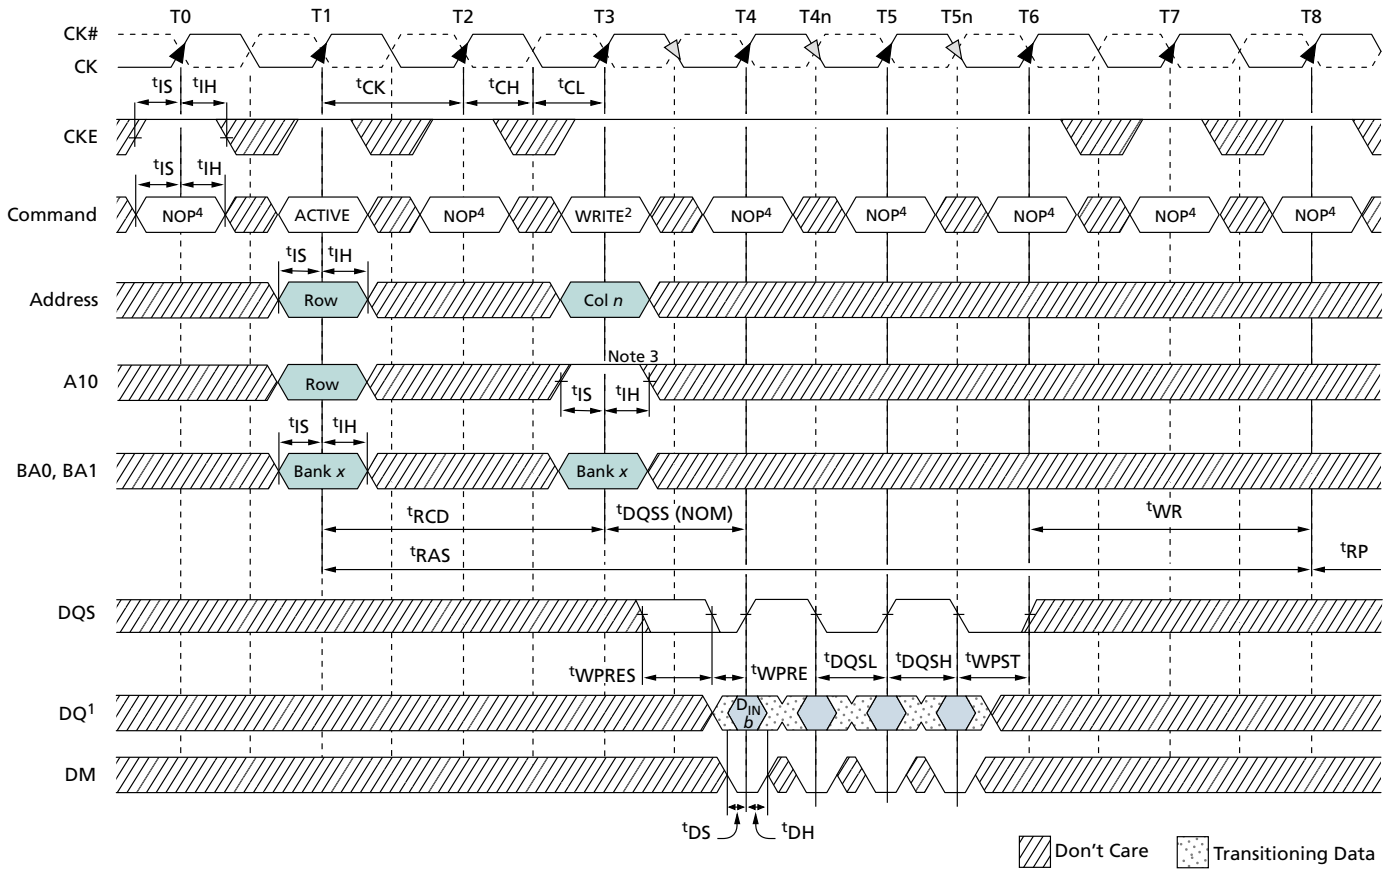 T0 T1 T2 T3 T4 T4n T5 T5n T6 T7 T8
CK#
CK
tIS tIH tCK tCH tCL
CKE
tIS tIH
Command NOP4 ACTIVE NOP4 WRITE2 NOP4 NOP4 NOP4 NOP4 NOP4
tIS tIH
Address Row Col n
Note 3
A10 Row
tIS tIH
tIS tIH
BA0, BA1 Bank x Bank x
tRCD tDQSS (NOM) tWR
tRAS tRP
DQS
tWPRES tWPRE tDQSL tDQSH tWPST
DQ1 DIN
b
DM
tDS tDH
Don't Care Transitioning Data